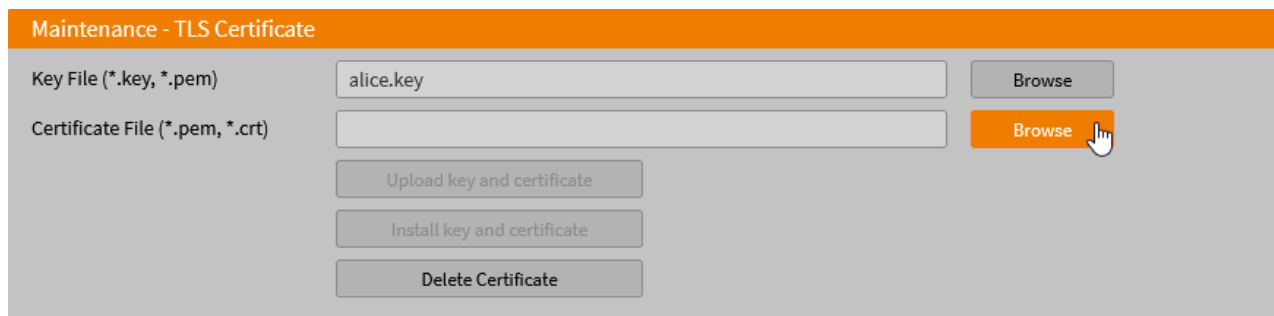 Maintenance - TLS Certificate
Key File (*.key, *.pem) alice.key Browse
Certificate File (*.pem, *.crt) Browse
Upload key and certificate
Install key and certificate
Delete Certificate